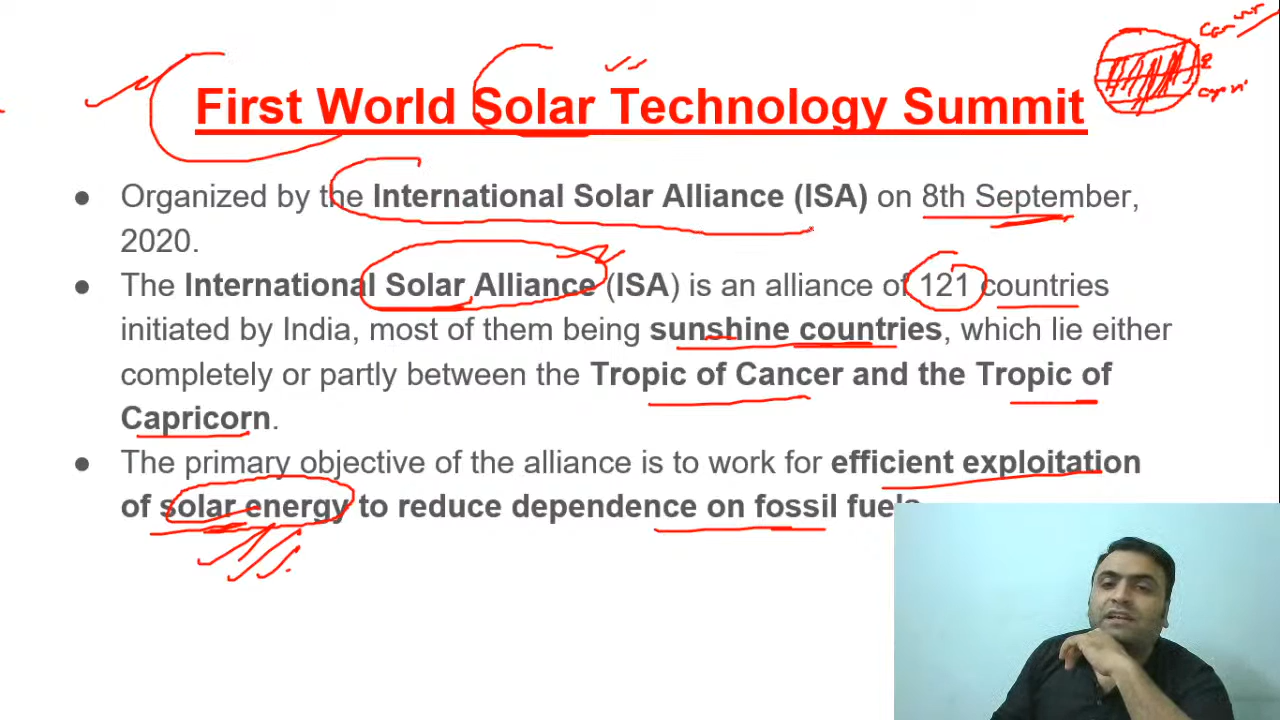 First World Solar Technology Summit
● Organized by the International Solar Alliance (ISA) on 8th September,
2020.
● The International Solar Alliance (ISA) is an alliance of 121 countries
initiated by India, most of them being sunshine countries, which lie either
completely or partly between the Tropic of Cancer and the Tropic of
Capricorn.
● The primary objective of the alliance is to work for efficient exploitation
of solar energy to reduce dependence on fossil fuels